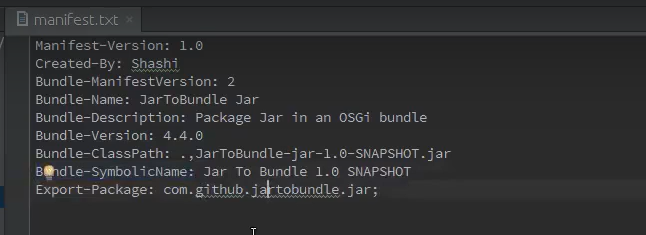 manifest.txt
Manifest-Version: 1.0
Created-By: Shashi
Bundle-ManifestVersion: 2
Bundle-Name: JarToBundle Jar
Bundle-Description: Package Jar in an OSGi bundle
Bundle-Version: 4.4.0
Bundle-ClassPath: .,JarToBundle-jar-1.0-SNAPSHOT.jar
Bundle-SymbolicName: Jar To Bundle 1.0 SNAPSHOT
Export-Package: com.github.jartobundle.jar;